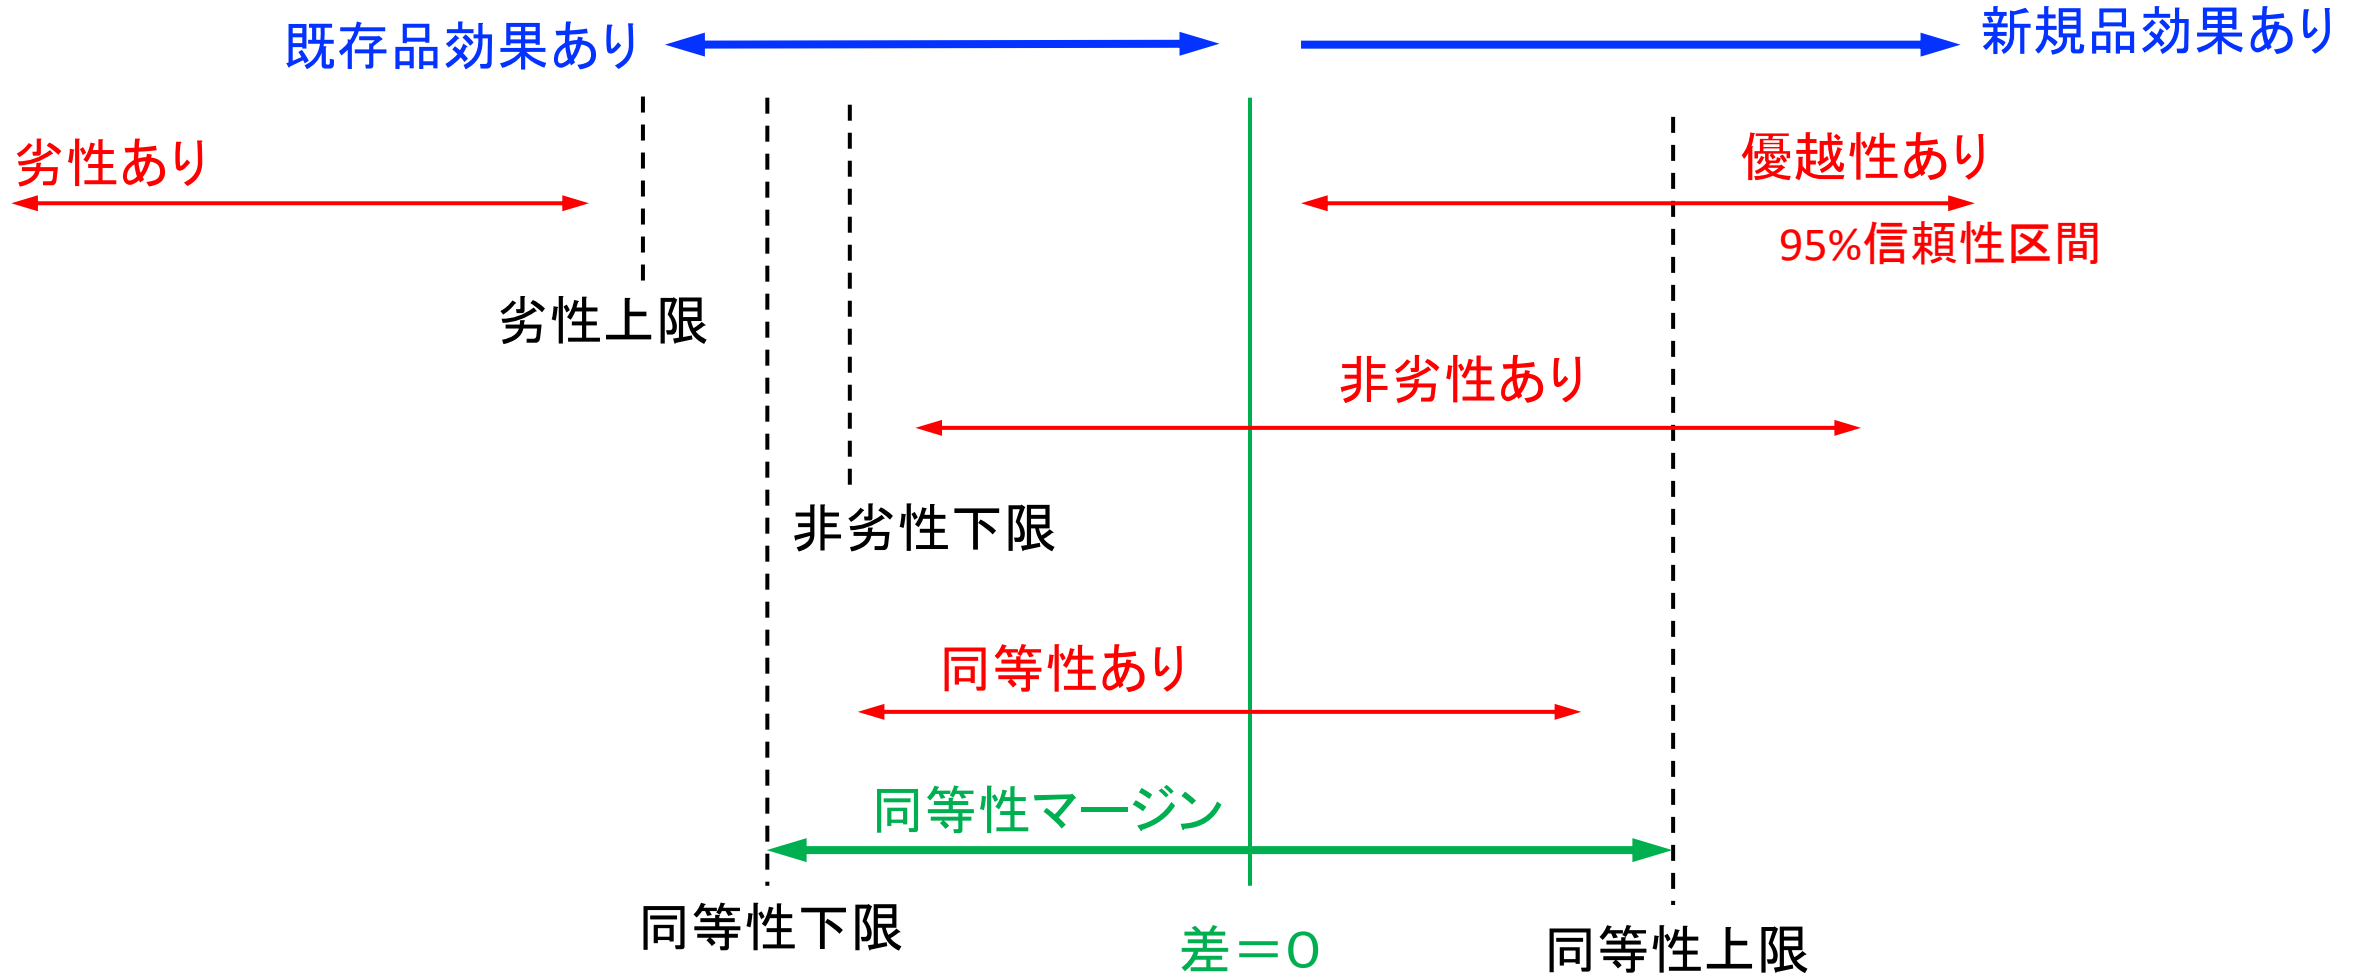 既存品効果あり
新規品効果あり
劣性あり
優越性あり
95%信頼性区間
劣性上限
非劣性あり
非劣性下限
同等性あり
同等性マージン
同等性下限
差＝0
同等性上限